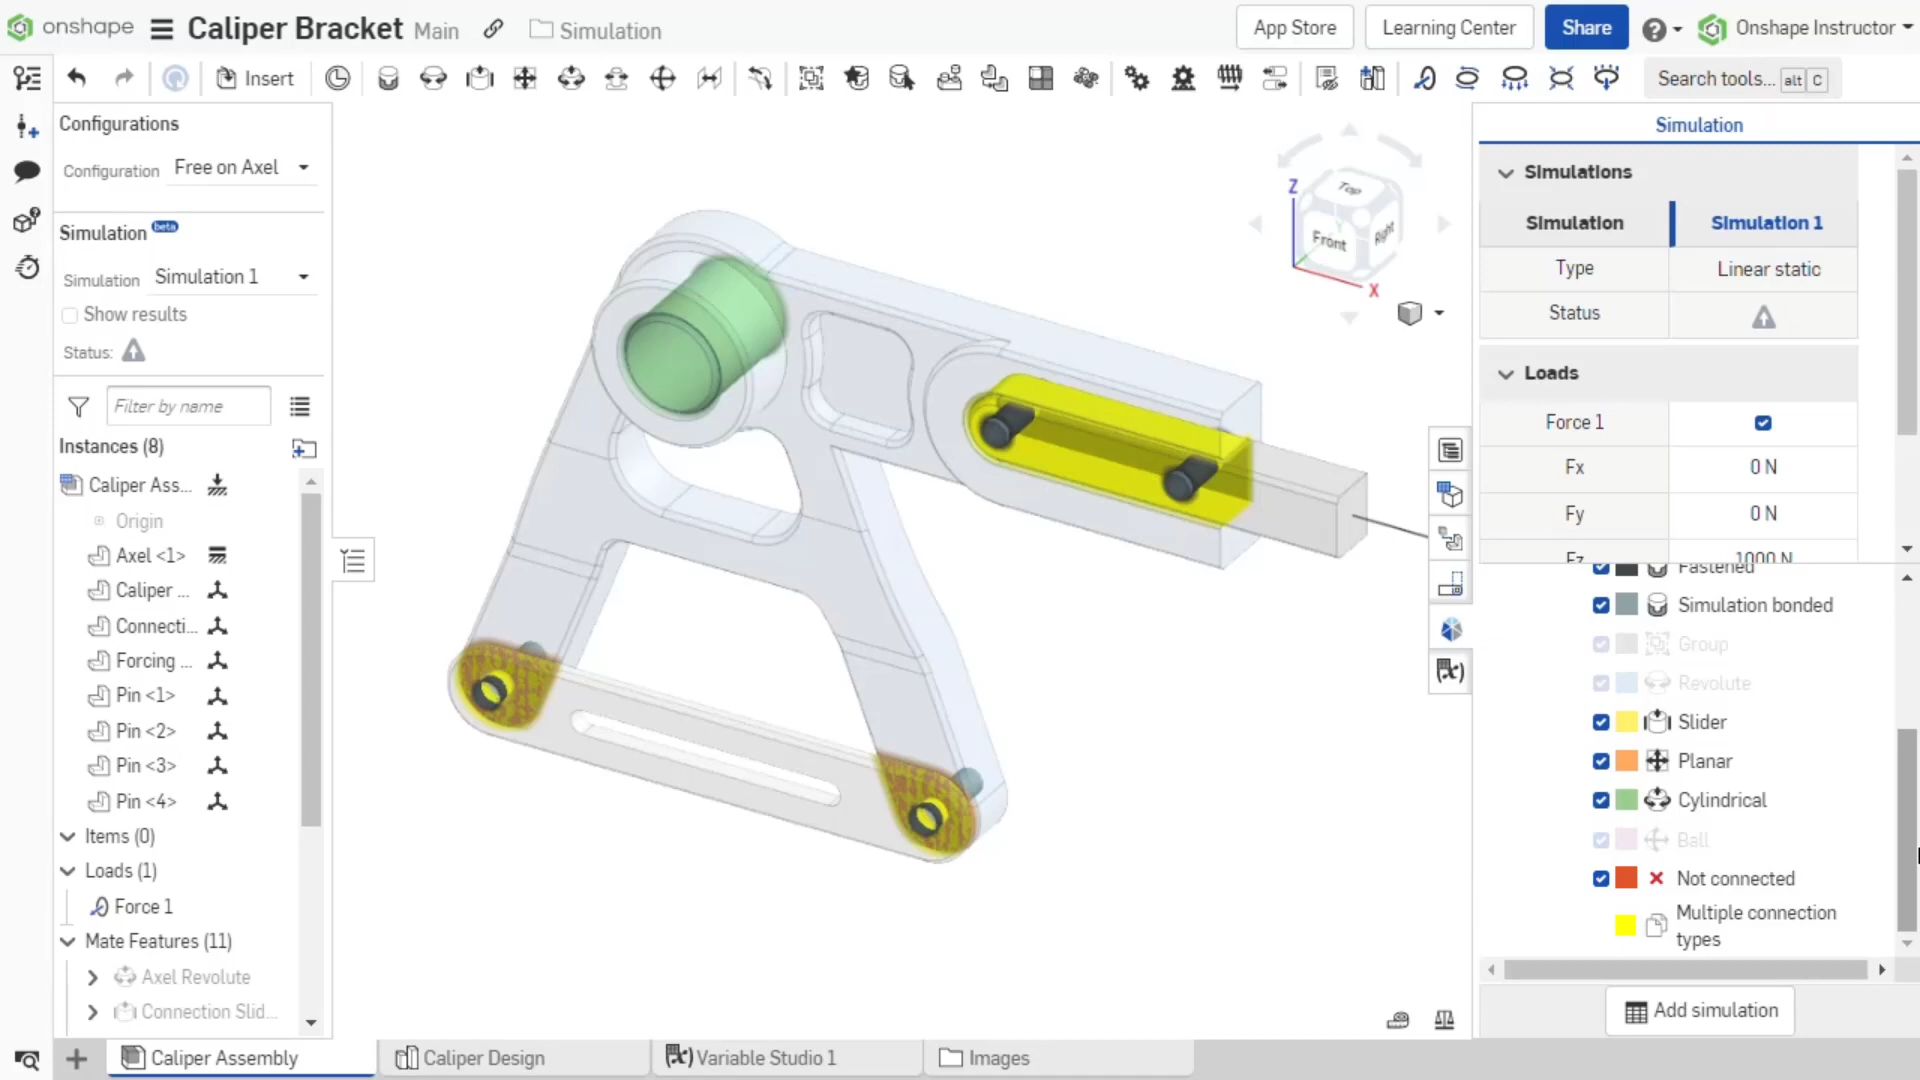 onshape
Caliper Bracket Main
Simulation
App Store
Learning Center
Share
Onshape Instructor
Insert
Search tools... alt C
Configurations
Configuration Free on Axel
Simulation beta
Simulation Simulation 1
Show results
Status:
Filter by name
Instances (8)
Caliper Ass...
Origin
Axel <1>
Caliper ...
Connecti...
Forcing ...
Pin <1>
Pin <2>
Pin <3>
Pin <4>
Items (0)
Loads (1)
Force 1
Mate Features (11)
Axel Revolute
Connection Slid...
Top
Front
Right
Z
X
Simulation
Simulations
Simulation Simulation 1
Type Linear static
Status
Loads
Force 1
Fx 0 N
Fy 0 N
Fz 1000 N
Fastened
Simulation bonded
Group
Revolute
Slider
Planar
Cylindrical
Ball
Not connected
Multiple connection
types
Add simulation
Caliper Assembly
Caliper Design
(x) Variable Studio 1
Images